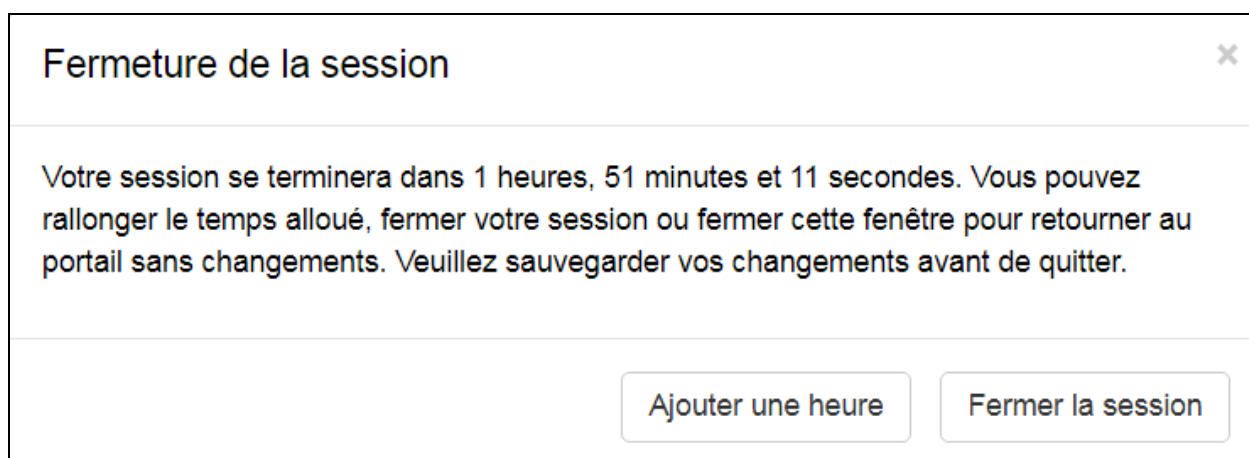 Fermeture de la session
×
Votre session se terminera dans 1 heures, 51 minutes et 11 secondes. Vous pouvez
rallonger le temps alloué, fermer votre session ou fermer cette fenêtre pour retourner au
portail sans changements. Veuillez sauvegarder vos changements avant de quitter.
Ajouter une heure
Fermer la session